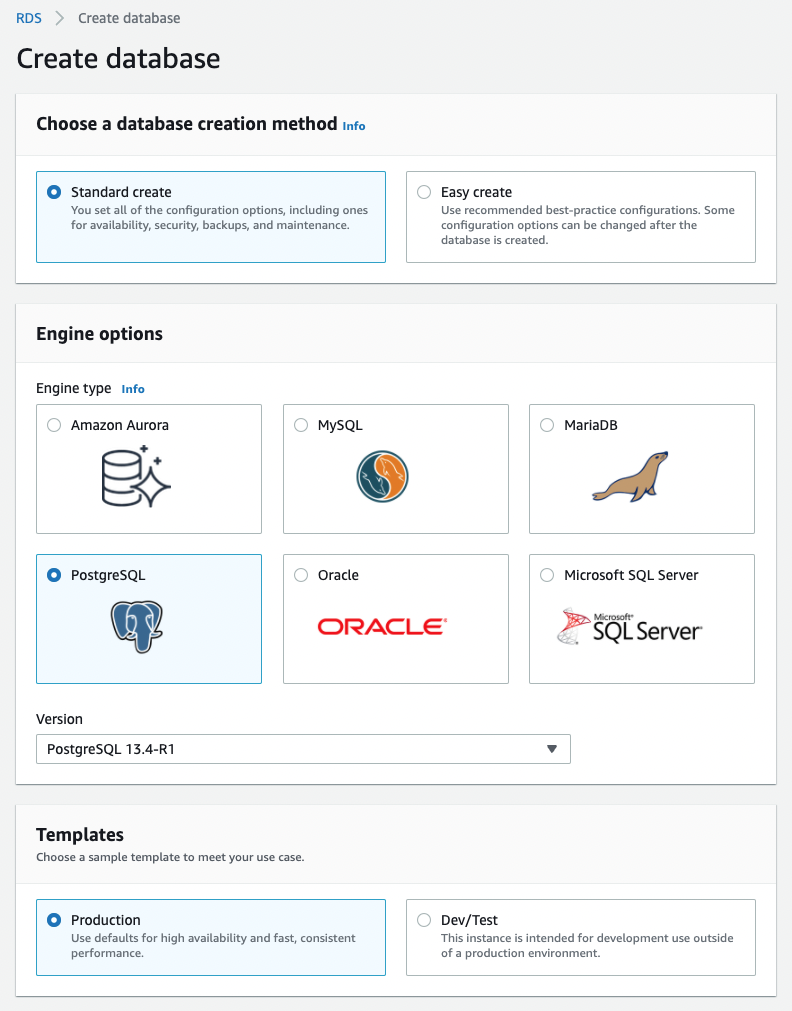 RDS > Create database
Create database
Choose a database creation method Info
Standard create
You set all of the configuration options, including ones
for availability, security, backups, and maintenance.
Easy create
Use recommended best-practice configurations. Some
configuration options can be changed after the
database is created.
Engine options
Engine type Info
Amazon Aurora
MySQL
MariaDB
PostgreSQL
Oracle
ORACLE®
Microsoft SQL Server
Microsoft®
SQL Server®
Version
PostgreSQL 13.4-R1
Templates
Choose a sample template to meet your use case.
Production
Use defaults for high availability and fast, consistent
performance.
Dev/Test
This instance is intended for development use outside
of a production environment.